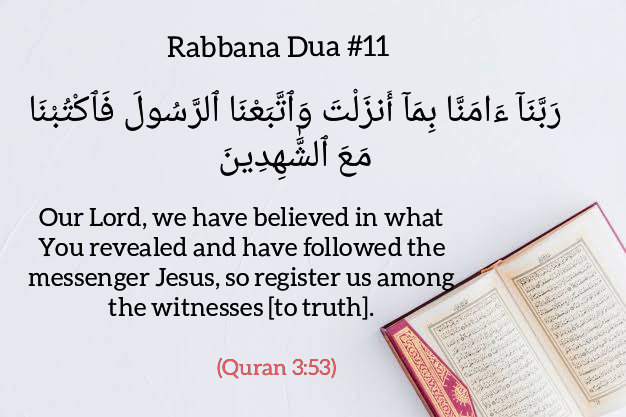 Rabbana Dua #11
رَبَّنَآ ءَامَنَّا بِمَآ أَنزَلْتَ وَٱتَّبَعْنَا ٱلرَّسُولَ فَٱكْتُبْنَا
مَعَ ٱلشَّٰهِدِينَ
Our Lord, we have believed in what
You revealed and have followed the
messenger Jesus, so register us among
the witnesses [to truth].
(Quran 3:53)